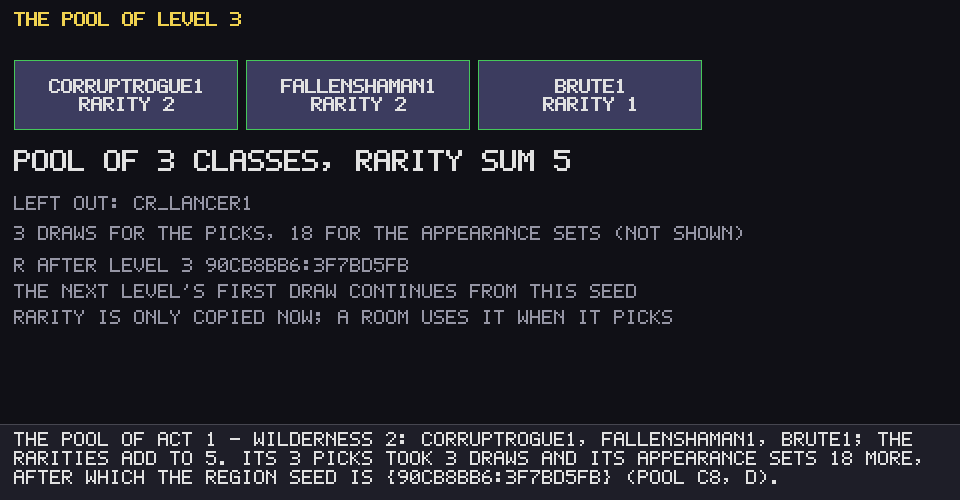 THE POOL OF LEVEL 3
CORRUPTROGUE1
RARITY 2
FALLENSHAMAN1
RARITY 2
BRUTE1
RARITY 1
POOL OF 3 CLASSES, RARITY SUM 5
LEFT OUT: CR_LANCER1
3 DRAWS FOR THE PICKS, 18 FOR THE APPEARANCE SETS (NOT SHOWN)
R AFTER LEVEL 3 90CB8BB6:3F7BD5FB
THE NEXT LEVEL'S FIRST DRAW CONTINUES FROM THIS SEED
RARITY IS ONLY COPIED NOW; A ROOM USES IT WHEN IT PICKS
THE POOL OF ACT 1 - WILDERNESS 2: CORRUPTROGUE1, FALLENSHAMAN1, BRUTE1; THE
RARITIES ADD TO 5. ITS 3 PICKS TOOK 3 DRAWS AND ITS APPEARANCE SETS 18 MORE,
AFTER WHICH THE REGION SEED IS {90CB8BB6:3F7BD5FB} (POOL C8, D).